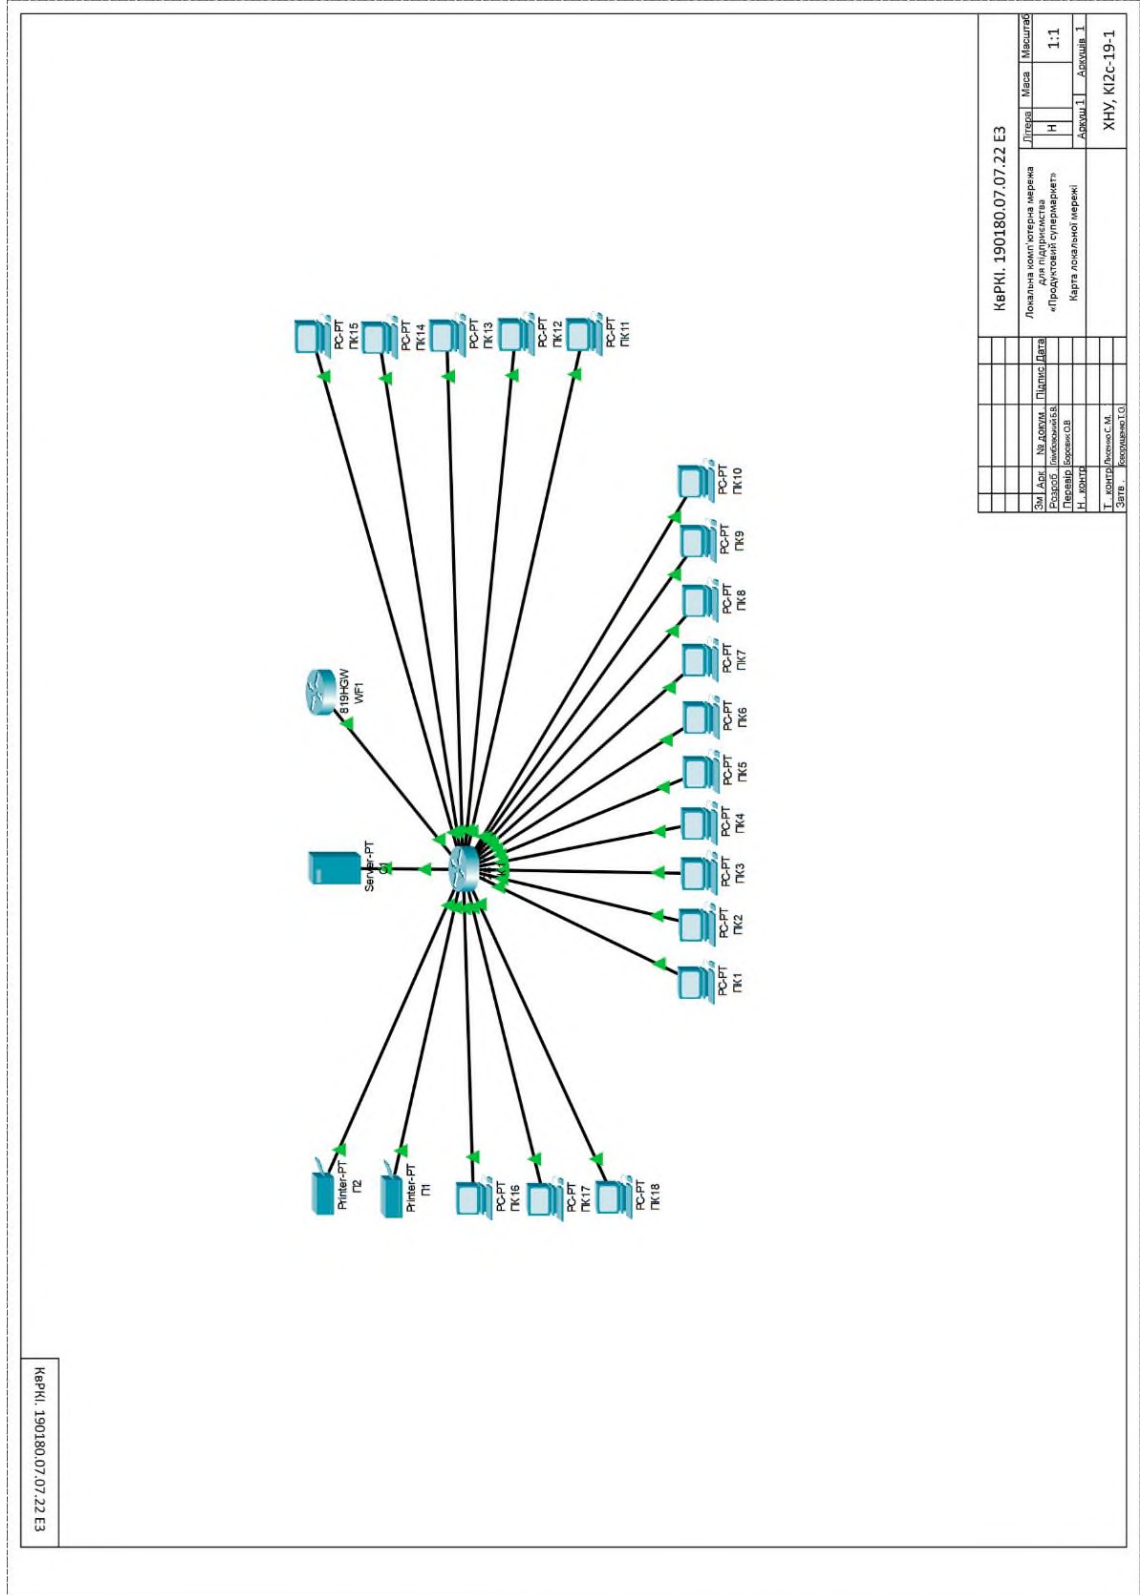 КвРКІ. 190180.07.07.22 Е3
Printer-PT
П2
Printer-PT
П1
PC-PT
ПК16
PC-PT
ПК17
PC-PT
ПК18
Server-PT
819HGW
WF1
PC-PT
ПК15
PC-PT
ПК14
PC-PT
ПК13
PC-PT
ПК12
PC-PT
ПК11
PC-PT
ПК1
PC-PT
ПК2
PC-PT
ПК3
PC-PT
ПК4
PC-PT
ПК5
PC-PT
ПК6
PC-PT
ПК7
PC-PT
ПК8
PC-PT
ПК9
PC-PT
ПК10
КвРКІ. 190180.07.07.22 Е3
Зм Арк № докум. Підпис Дата
Розроб
Перевір Боровик О.В
Н . контр
Т . контр Лисенко С. М.
Затв .
Локальна комп'ютерна мережа
для підприємства
«Продуктовий супермаркет»
Карта локальної мережі
Літера Маса Масштаб
Н 1:1
Аркуш 1 Аркушів 1
ХНУ, КІ2с-19-1